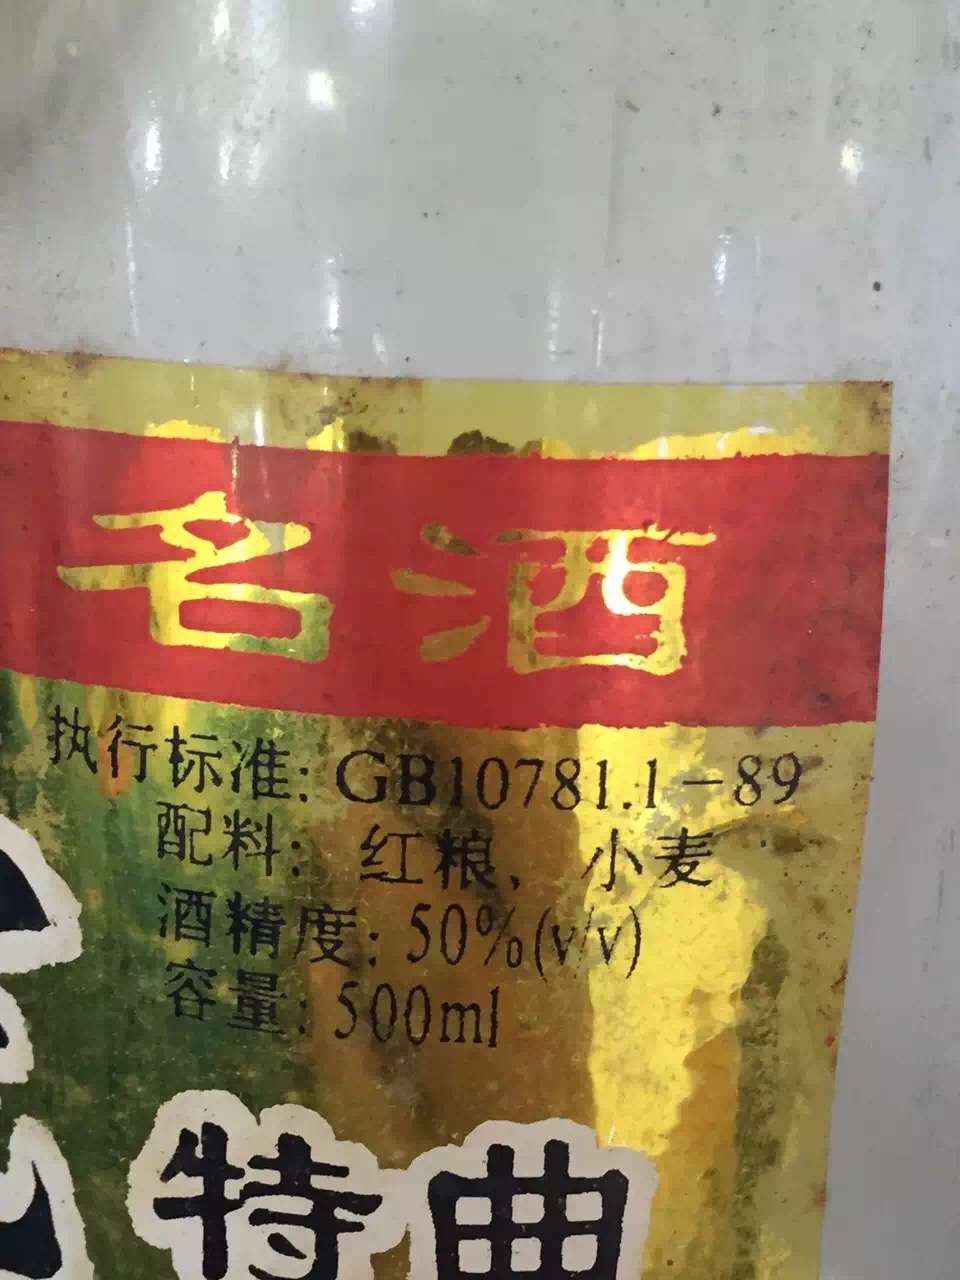 名酒
执行标准：GB10781.1-89
配料： 红粮、 小麦
酒精度：50%(v/v)
容量：500ml
特曲